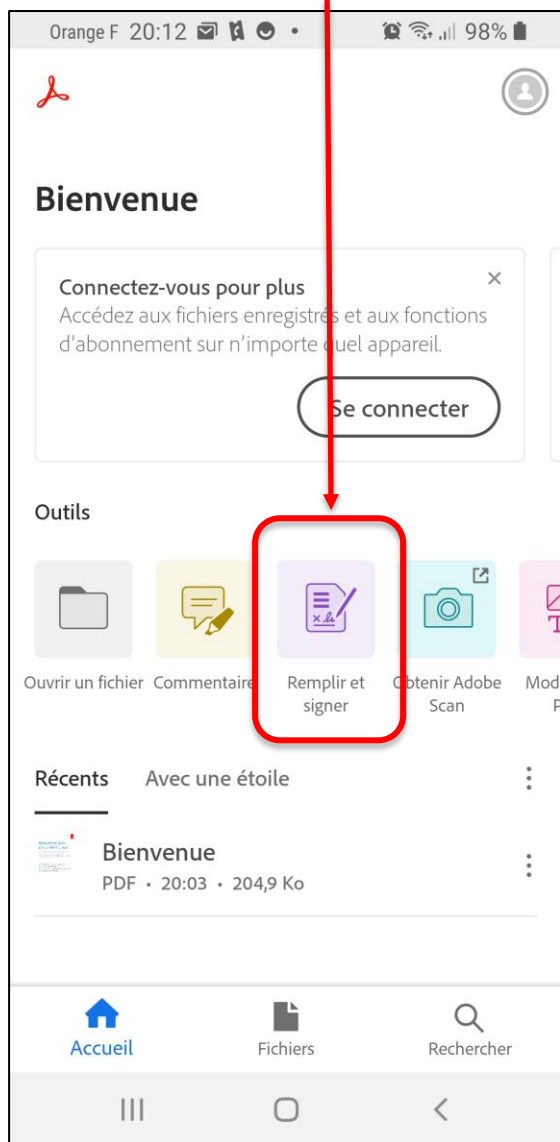 Orange F 20:12 98%
Bienvenue
Connectez-vous pour plus
Accédez aux fichiers enregistrés et aux fonctions
d'abonnement sur n'importe quel appareil.
Se connecter
Outils
Ouvrir un fichier
Commentaire
Remplir et
signer
Obtenir Adobe
Scan
Mod
P
Récents Avec une étoile
Bienvenue
PDF • 20:03 • 204,9 Ko
Accueil Fichiers Rechercher